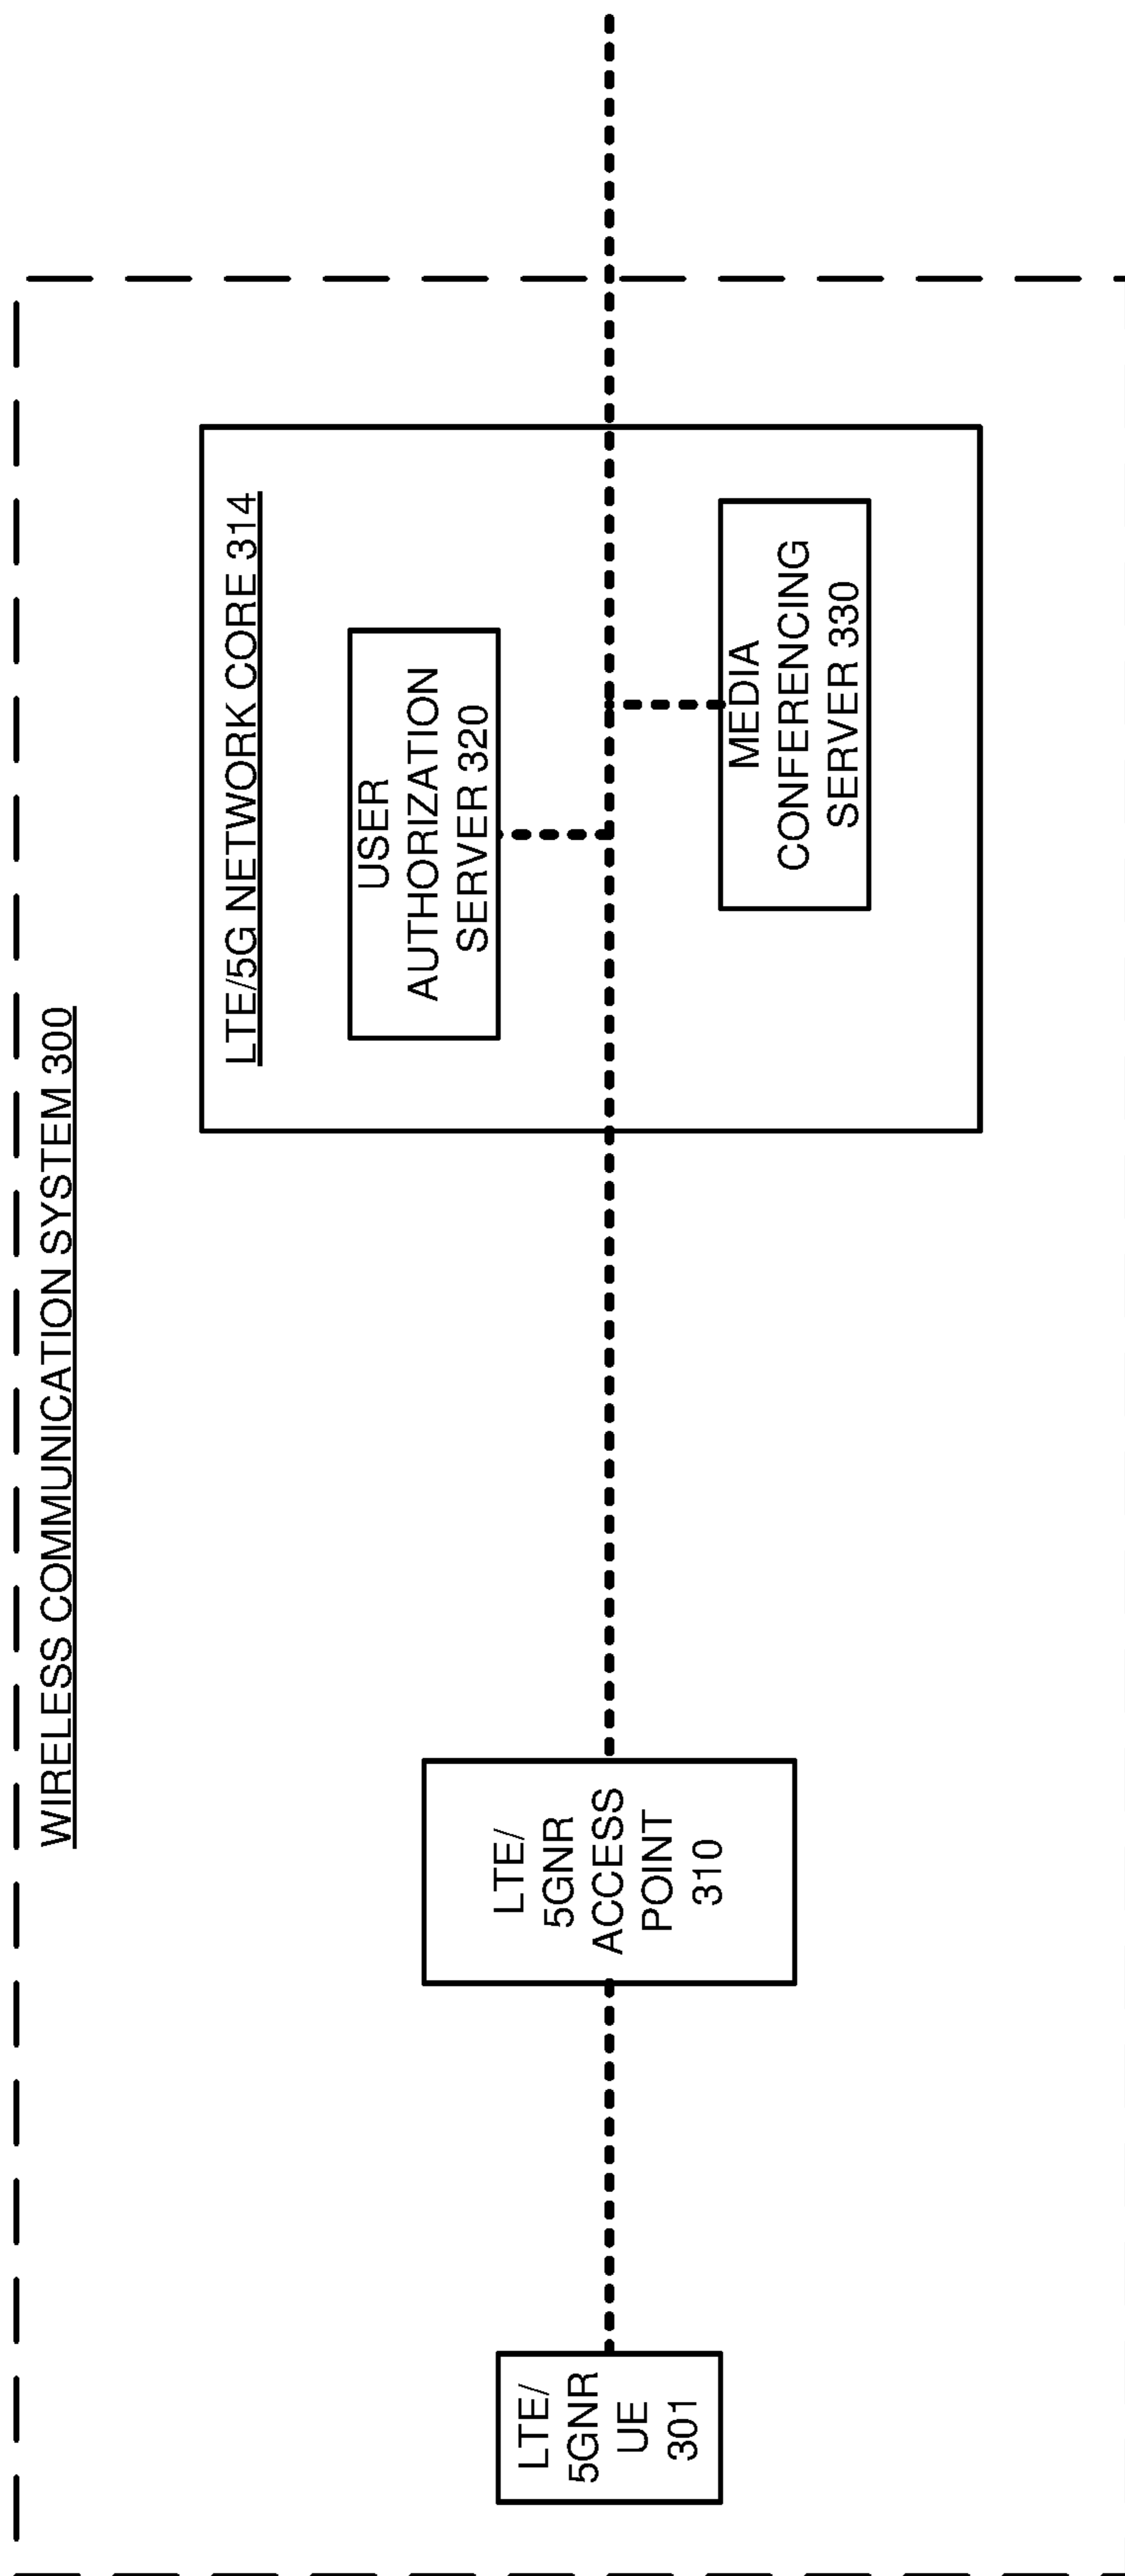 WIRELESS COMMUNICATION SYSTEM 300
LTE/
5GNR
UE
301
LTE/
5GNR
ACCESS
POINT
310
LTE/5G NETWORK CORE 314
USER
AUTHORIZATION
SERVER 320
MEDIA
CONFERENCING
SERVER 330